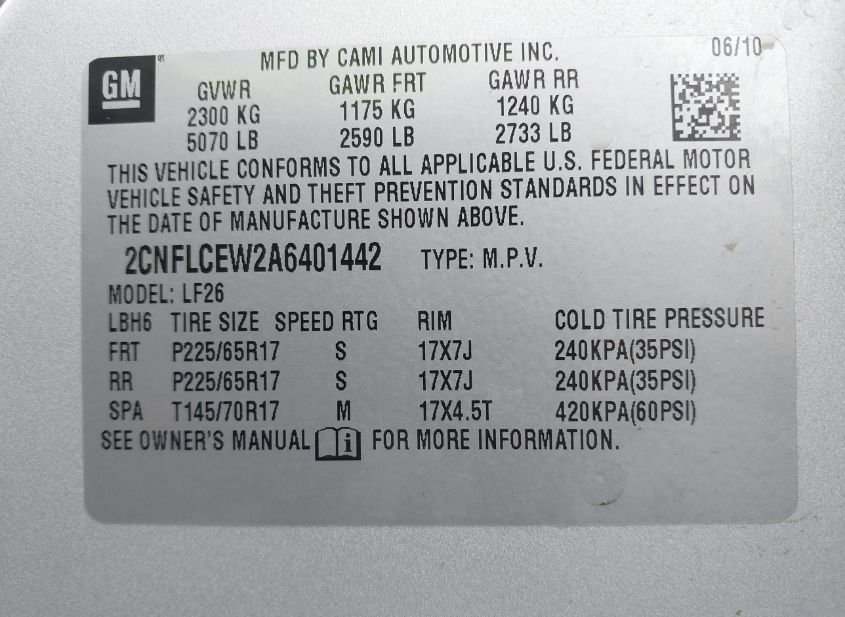 GM
MFD BY CAMI AUTOMOTIVE INC.
06/10
GVWR GAWR FRT GAWR RR
2300 KG 1175 KG 1240 KG
5070 LB 2590 LB 2733 LB
THIS VEHICLE CONFORMS TO ALL APPLICABLE U.S. FEDERAL MOTOR
VEHICLE SAFETY AND THEFT PREVENTION STANDARDS IN EFFECT ON
THE DATE OF MANUFACTURE SHOWN ABOVE.
2CNFLCEW2A6401442 TYPE: M.P.V.
MODEL: LF26
LBH6 TIRE SIZE SPEED RTG RIM COLD TIRE PRESSURE
FRT P225/65R17 S 17X7J 240KPA(35PSI)
RR P225/65R17 S 17X7J 240KPA(35PSI)
SPA T145/70R17 M 17X4.5T 420KPA(60PSI)
SEE OWNER'S MANUAL i FOR MORE INFORMATION.